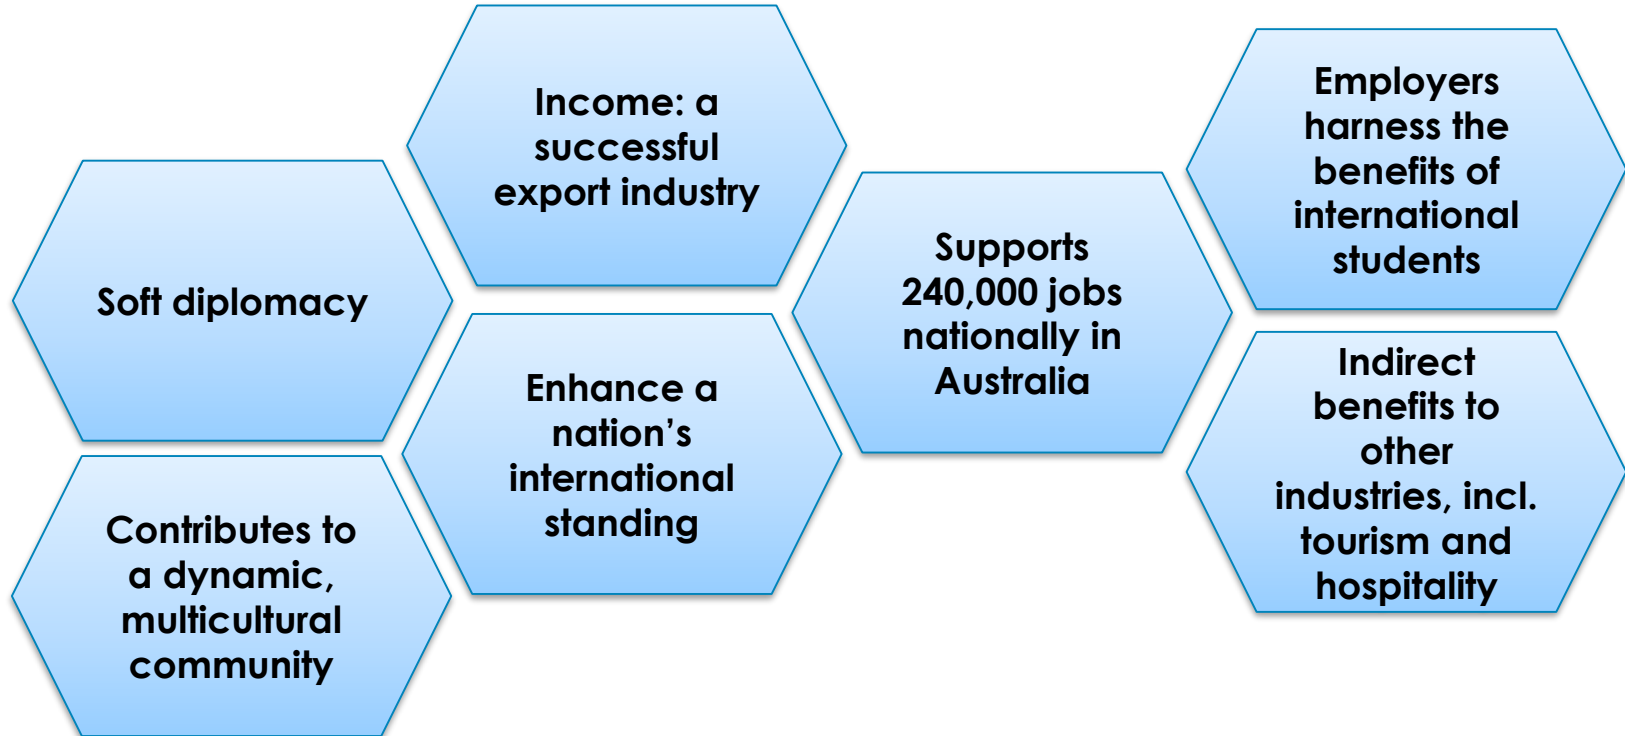 Soft diplomacy
Contributes to
a dynamic,
multicultural
community
Income: a
successful
export industry
Enhance a
nation’s
international
standing
Supports
240,000 jobs
nationally in
Australia
Employers
harness the
benefits of
international
students
Indirect
benefits to
other
industries, incl.
tourism and
hospitality